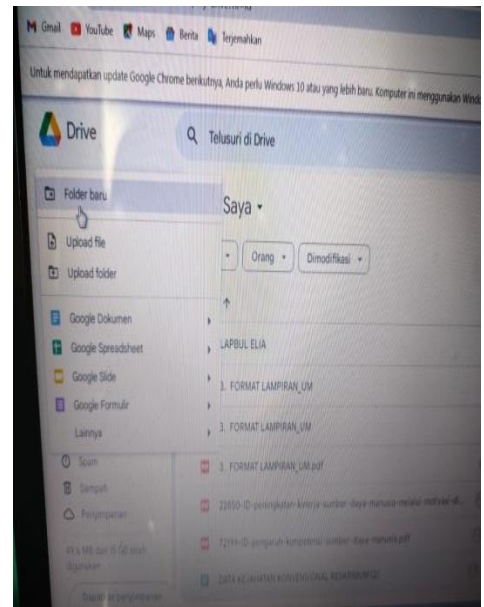 Gmail YouTube Maps Berita Terjemahkan
Untuk mendapatkan update Google Chrome berikutnya, Anda perlu Windows 10 atau yang lebih baru. Komputer ini menggunakan Wind
Drive
Telusuri di Drive
Folder baru
Saya
Upload file
Orang Dimodifikasi
Upload folder
Google Dokumen
Google Spreadsheet
LAPBUL ELIA
Google Slide
3. FORMAT LAMPIRAN_UM
Google Formulir
Lainnya
3. FORMAT LAMPIRAN_UM
Spam
3. FORMAT LAMPIRAN_UM.pdf
Sampah
Penyimpanan